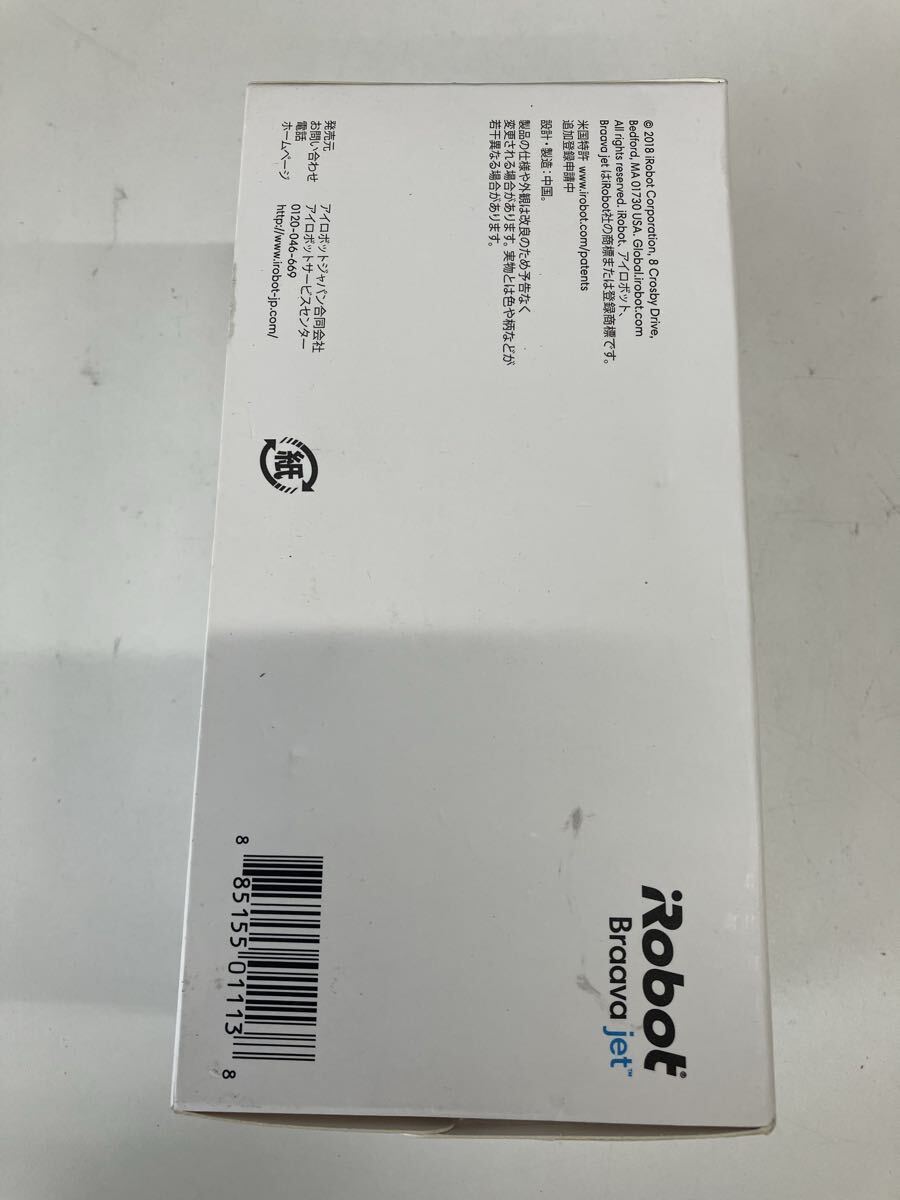 © 2018 iRobot Corporation, 8 Crosby Drive,
Bedford, MA 01730 USA. Global.irobot.com
All rights reserved. iRobot、アイロボット、
Braava jet はiRobot社の商標または登録商標です。
米国特許 www.irobot.com/patents
追加登録申請中
設計・製造：中国。
製品の仕様や外観は改良のため予告なく
変更される場合があります。実物とは色や柄などが
若干異なる場合があります。
発売元 アイロボットジャパン合同会社
お問い合わせ アイロボットサービスセンター
電話 0120-046-669
ホームページ http://www.irobot-jp.com/
紙
iRobot®
Braava jet™
8 85155 01113 8